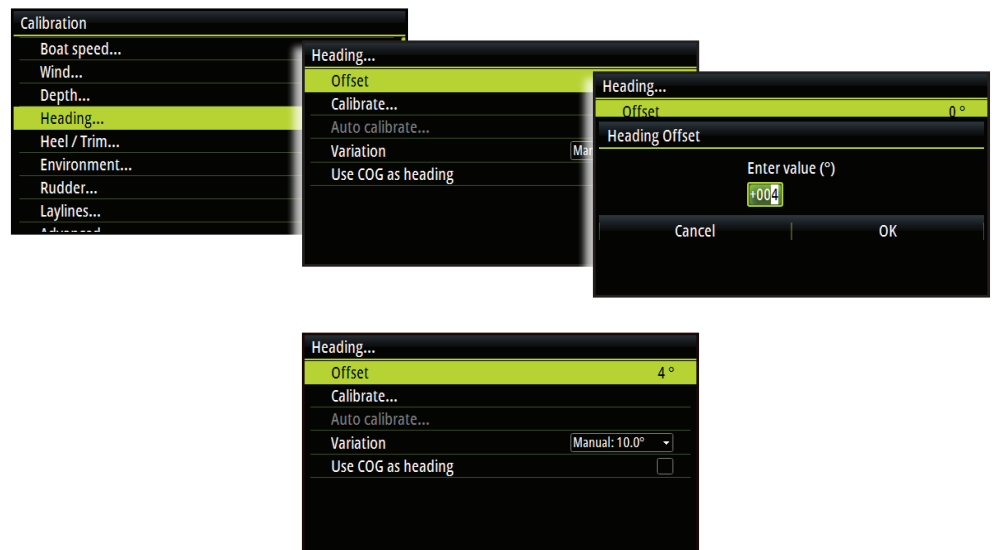 Calibration
Boat speed...
Wind...
Depth...
Heading...
Heel / Trim...
Environment...
Rudder...
Laylines...
Heading...
Offset
Calibrate...
Auto calibrate...
Variation
Use COG as heading
Heading...
Offset 0 °
Heading Offset
Enter value (°)
+004
Cancel OK
Heading...
Offset 4 °
Calibrate...
Auto calibrate...
Variation Manual: 10.0°
Use COG as heading